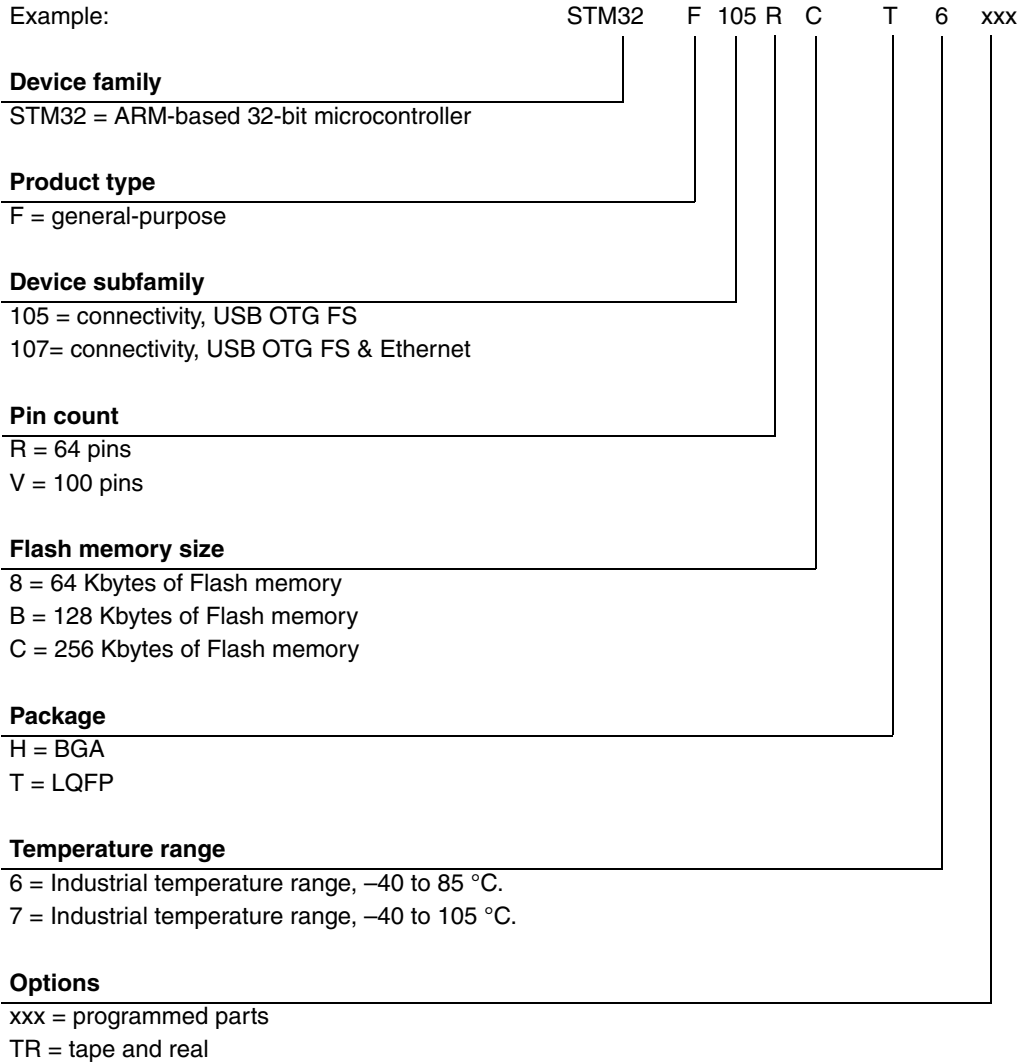 Example: STM32 F 105 R C T 6 xxx
Device family
STM32 = ARM-based 32-bit microcontroller
Product type
F = general-purpose
Device subfamily
105 = connectivity, USB OTG FS
107= connectivity, USB OTG FS & Ethernet
Pin count
R = 64 pins
V = 100 pins
Flash memory size
8 = 64 Kbytes of Flash memory
B = 128 Kbytes of Flash memory
C = 256 Kbytes of Flash memory
Package
H = BGA
T = LQFP
Temperature range
6 = Industrial temperature range, –40 to 85 °C.
7 = Industrial temperature range, –40 to 105 °C.
Options
xxx = programmed parts
TR = tape and real